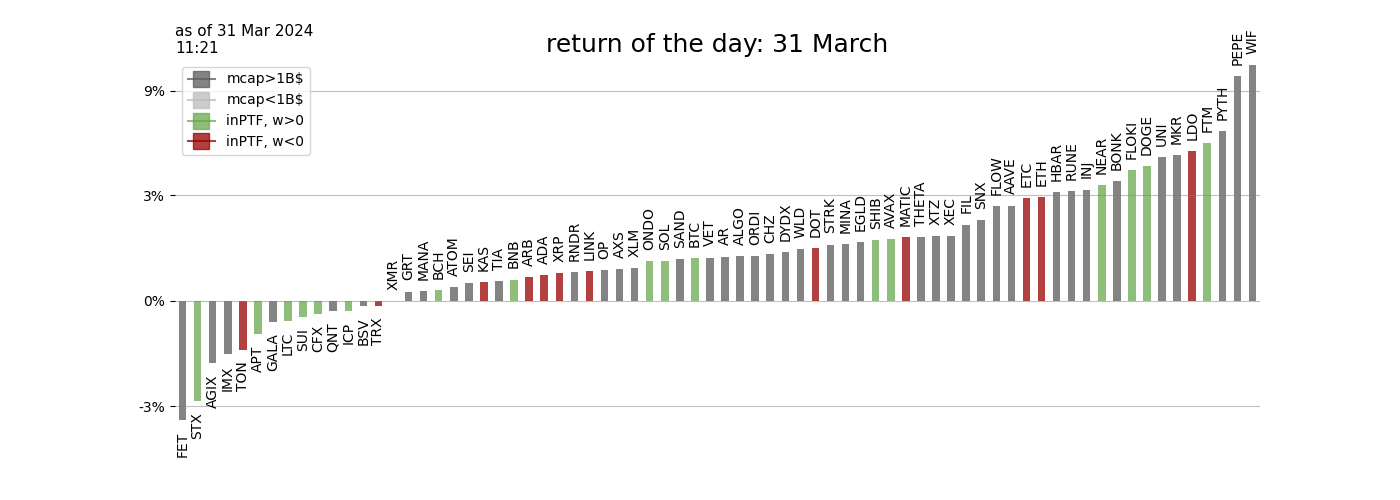 as of 31 Mar 2024
11:21
return of the day: 31 March
mcap>1B$
mcap<1B$
inPTF, w>0
inPTF, w<0
9%
3%
0%
-3%
FET
STX
AGIX
IMX
TON
APT
GALA
LTC
SUI
CFX
QNT
ICP
BSV
TRX
XMR
GRT
MANA
BCH
ATOM
SEI
KAS
TIA
BNB
ARB
ADA
XRP
RNDR
LINK
OP
AXS
XLM
ONDO
SOL
SAND
BTC
VET
AR
ALGO
ORDI
CHZ
DYDX
WLD
DOT
STRK
MINA
EGLD
SHIB
AVAX
MATIC
THETA
XTZ
XEC
FIL
SNX
FLOW
AAVE
ETC
ETH
HBAR
RUNE
INJ
NEAR
BONK
FLOKI
DOGE
UNI
MKR
LDO
FTM
PYTH
PEPE
WIF